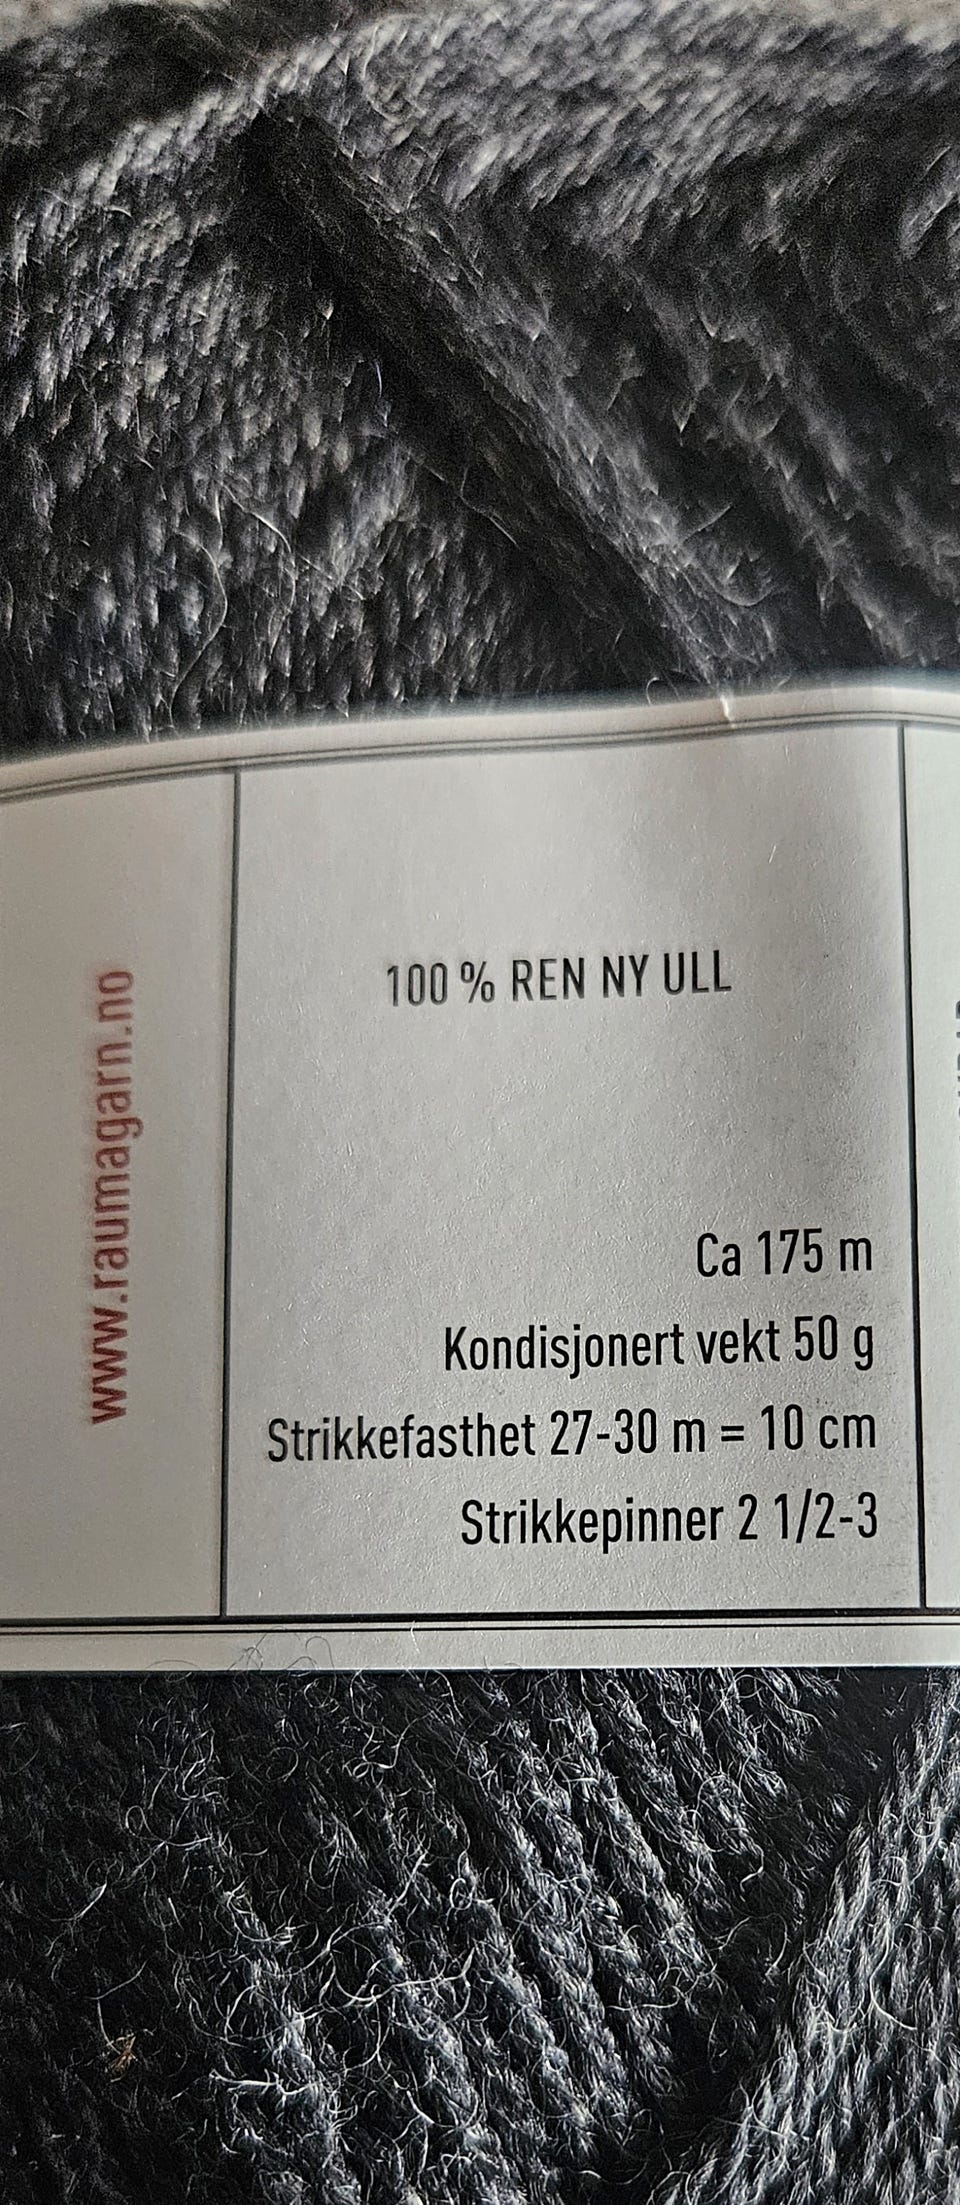 www.raumagarn.no
100 % REN NY ULL
Ca 175 m
Kondisjonert vekt 50 g
Strikkefasthet 27-30 m = 10 cm
Strikkepinner 2 1/2-3